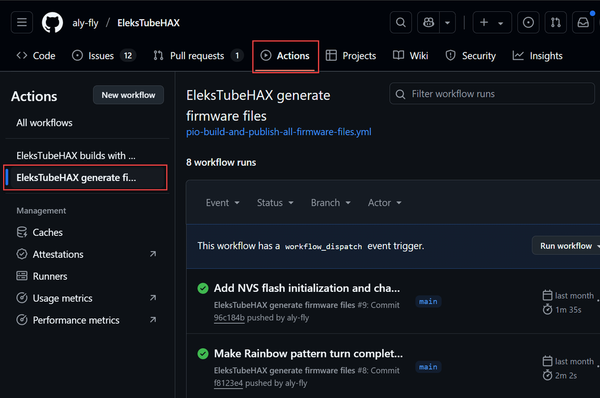 aly-fly / EleksTubeHAX
Code Issues 12 Pull requests 1 Actions Projects Wiki Security Insights
Actions
New workflow
All workflows
EleksTubeHAX builds with ...
EleksTubeHAX generate fi...
Management
Caches
Attestations
Runners
Usage metrics
Performance metrics
EleksTubeHAX generate
firmware files
pio-build-and-publish-all-firmware-files.yml
Filter workflow runs
8 workflow runs
Event Status Branch Actor
This workflow has a workflow_dispatch event trigger.
Run workflow
Add NVS flash initialization and cha...
EleksTubeHAX generate firmware files #9: Commit
96c184b pushed by aly-fly
main
last month
1m 35s
Make Rainbow pattern turn complet...
EleksTubeHAX generate firmware files #8: Commit
f8123e4 pushed by aly-fly
main
last month
2m 2s